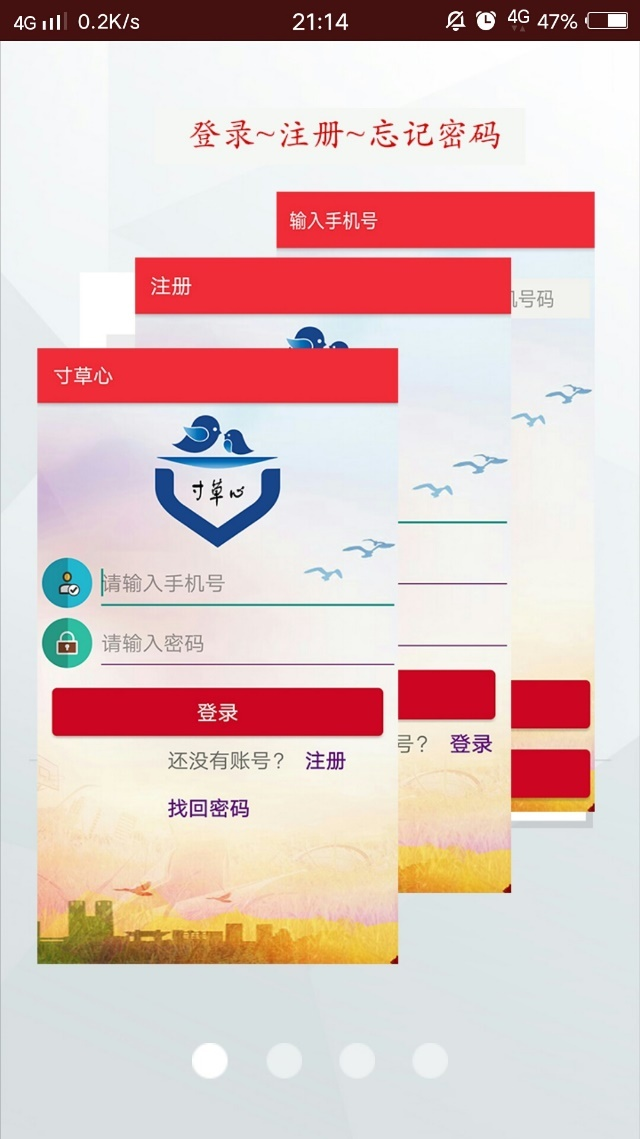 4G 0.2K/s 21:14 4G 47%
登录~注册~忘记密码
输入手机号
机号码
注册
寸草心
寸草心
请输入手机号
请输入密码
登录
还没有账号？ 注册
号？ 登录
找回密码